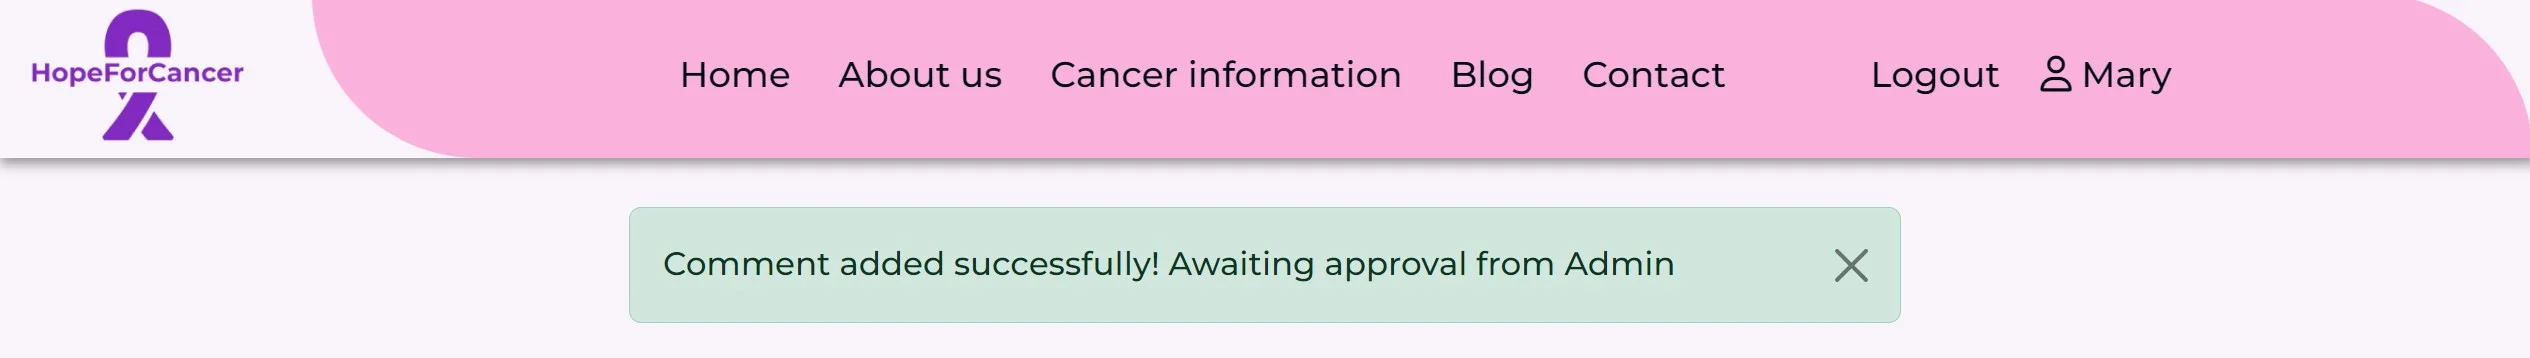 HopeForCancer
Home About us Cancer information Blog Contact Logout Mary
Comment added successfully! Awaiting approval from Admin